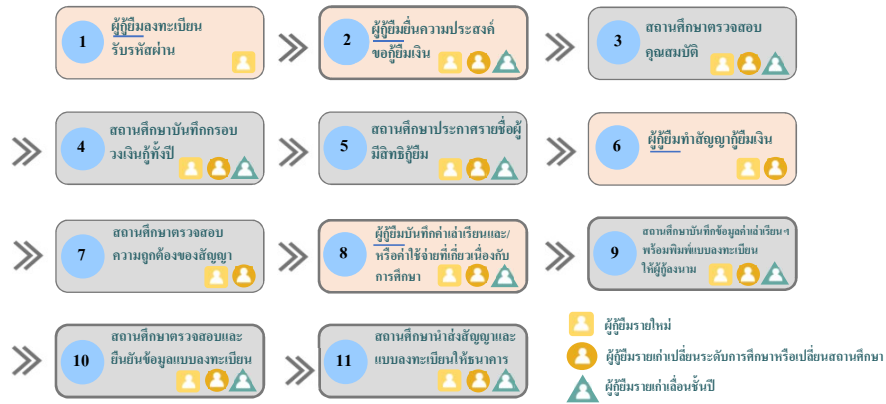 1
ผู้กู้ยืมลงทะเบียน
รับรหัสผ่าน
2
ผู้กู้ยืมยื่นความประสงค์
ขอกู้ยืมเงิน
3
สถานศึกษาตรวจสอบ
คุณสมบัติ
4
สถานศึกษาบันทึกกรอบ
วงเงินกู้ทั้งปี
5
สถานศึกษาประกาศรายชื่อผู้
มีสิทธิกู้ยืม
6
ผู้กู้ยืมทำสัญญากู้ยืมเงิน
7
สถานศึกษาตรวจสอบ
ความถูกต้องของสัญญา
8
ผู้กู้ยืมบันทึกค่าเล่าเรียนและ/
หรือค่าใช้จ่ายที่เกี่ยวเนื่องกับ
การศึกษา
9
สถานศึกษาบันทึกข้อมูลค่าเล่าเรียนฯ
พร้อมพิมพ์แบบลงทะเบียน
ให้ผู้กู้ลงนาม
10
สถานศึกษาตรวจสอบและ
ยืนยันข้อมูลแบบลงทะเบียน
11
สถานศึกษานำส่งสัญญาและ
แบบลงทะเบียนให้ธนาคาร
ผู้กู้ยืมรายใหม่
ผู้กู้ยืมรายเก่าเปลี่ยนระดับการศึกษาหรือเปลี่ยนสถานศึกษา
ผู้กู้ยืมรายเก่าเลื่อนชั้นปี